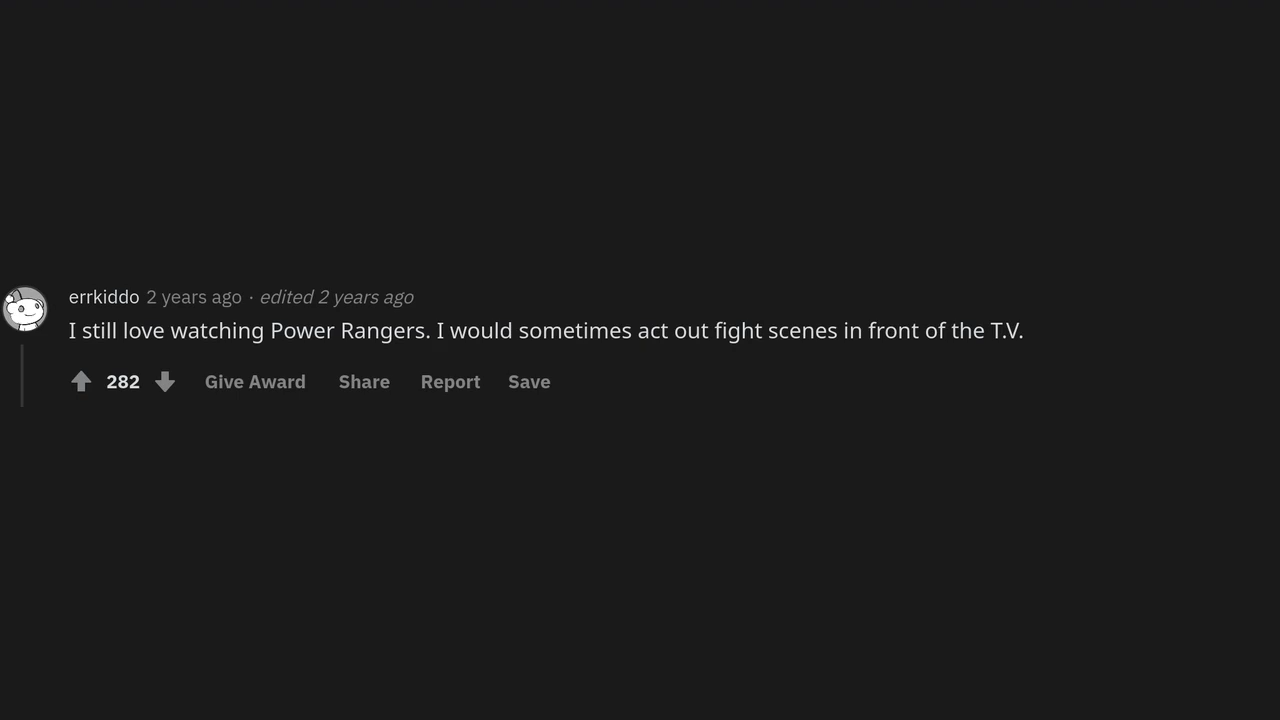 errkiddo 2 years ago · edited 2 years ago
I still love watching Power Rangers. I would sometimes act out fight scenes in front of the T.V.
282 Give Award Share Report Save